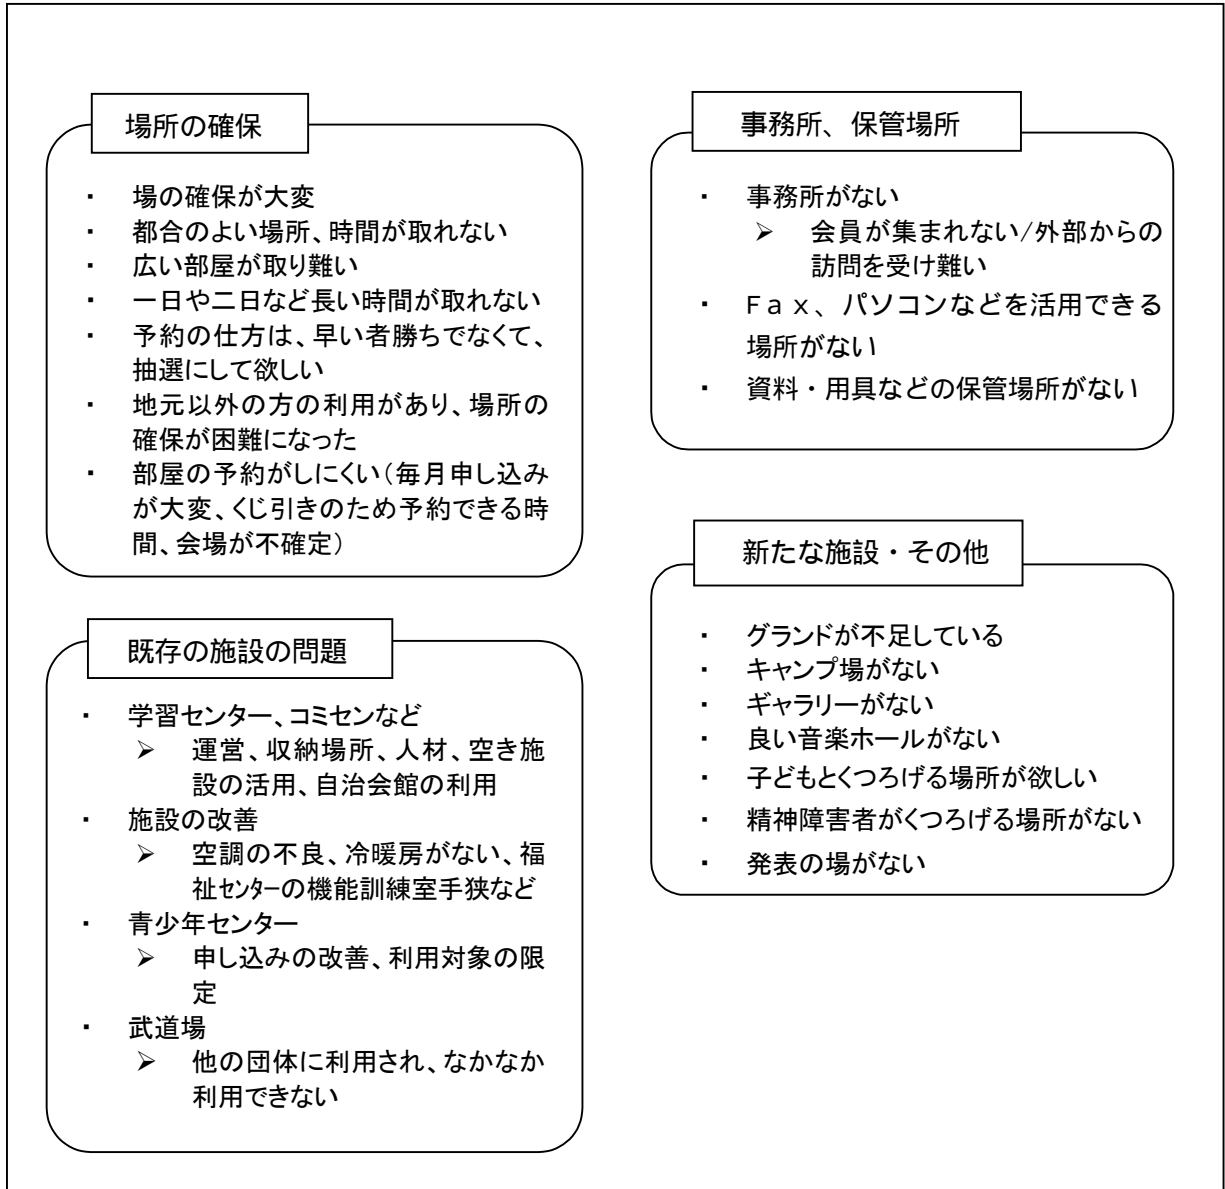 場所の確保
・ 場の確保が大変
・ 都合のよい場所、時間が取れない
・ 広い部屋が取り難い
・ 一日や二日など長い時間が取れない
・ 予約の仕方は、早い者勝ちでなくて、
抽選にして欲しい
・ 地元以外の方の利用があり、場所の
確保が困難になった
・ 部屋の予約がしにくい（毎月申し込み
が大変、くじ引きのため予約できる時
間、会場が不確定）
既存の施設の問題
・ 学習センター、コミセンなど
➢ 運営、収納場所、人材、空き施
設の活用、自治会館の利用
・ 施設の改善
➢ 空調の不良、冷暖房がない、福
祉ｾﾝﾀｰの機能訓練室手狭など
・ 青少年センター
➢ 申し込みの改善、利用対象の限
定
・ 武道場
➢ 他の団体に利用され、なかなか
利用できない
事務所、保管場所
・ 事務所がない
➢ 会員が集まれない/外部からの
訪問を受け難い
・ Ｆａｘ、パソコンなどを活用できる
場所がない
・ 資料・用具などの保管場所がない
新たな施設・その他
・ グランドが不足している
・ キャンプ場がない
・ ギャラリーがない
・ 良い音楽ホールがない
・ 子どもとくつろげる場所が欲しい
・ 精神障害者がくつろげる場所がない
・ 発表の場がない